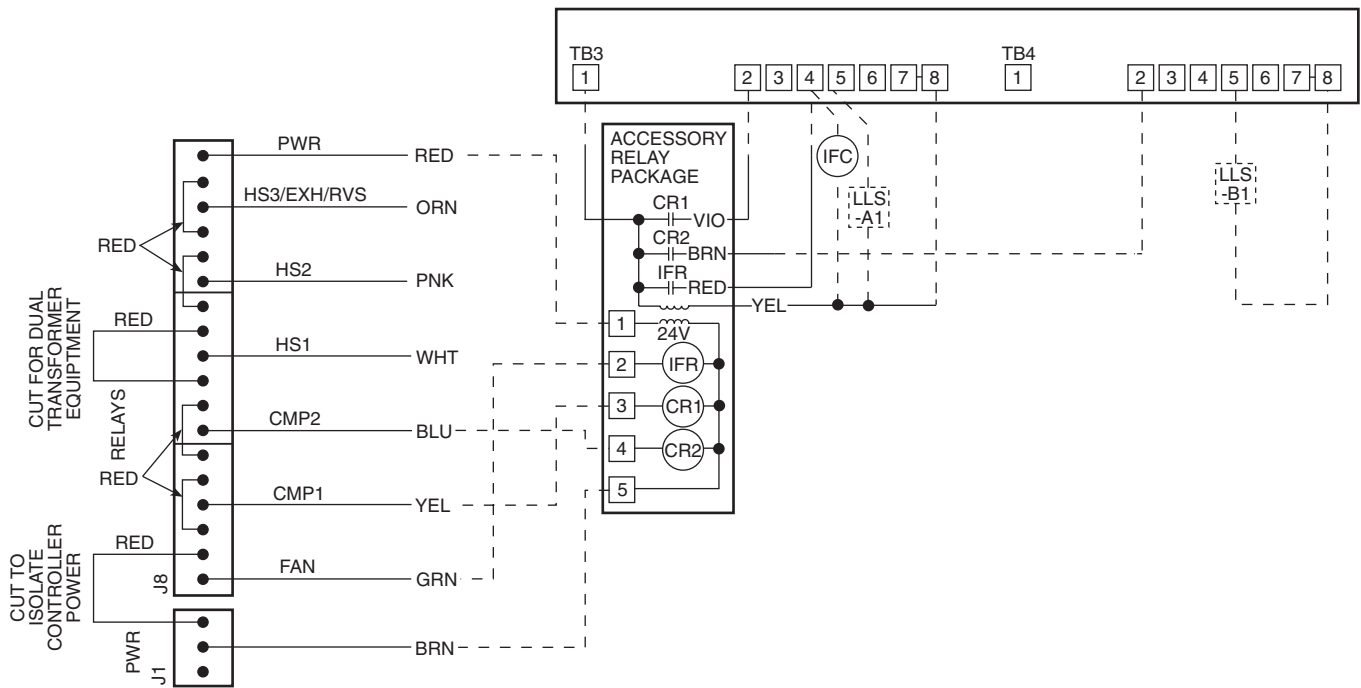 TB3
1
2
3
4
5
6
7
8
TB4
1
2
3
4
5
6
7
8
ACCESSORY
RELAY
PACKAGE
IFC
LLS
-A1
LLS
-B1
CR1
VIO
CR2
BRN
IFR
RED
YEL
24V
1
2
IFR
3
CR1
4
CR2
5
PWR
RED
HS3/EXH/RVS
ORN
RED
HS2
PNK
CUT FOR DUAL
TRANSFORMER
EQUIPTMENT
RED
HS1
WHT
RELAYS
CMP2
BLU
RED
CMP1
YEL
CUT TO
ISOLATE
CONTROLLER
POWER
RED
FAN
GRN
J8
PWR
BRN
J1